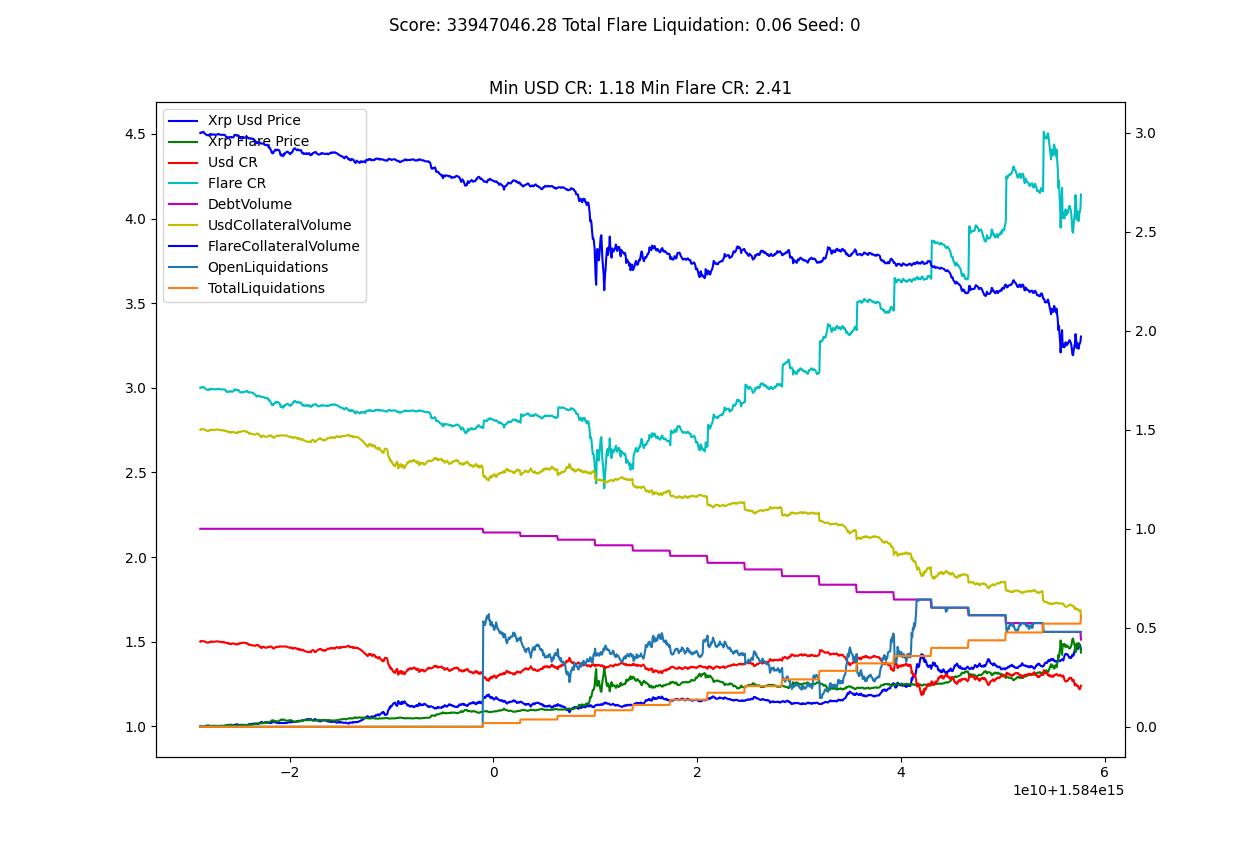 Score: 33947046.28 Total Flare Liquidation: 0.06 Seed: 0
Min USD CR: 1.18 Min Flare CR: 2.41
Xrp Usd Price
Xrp Flare Price
Usd CR
Flare CR
DebtVolume
UsdCollateralVolume
FlareCollateralVolume
OpenLiquidations
TotalLiquidations
4.5
4.0
3.5
3.0
2.5
2.0
1.5
1.0
3.0
2.5
2.0
1.5
1.0
0.5
0.0
−2
0
2
4
6
1e10+1.584e15